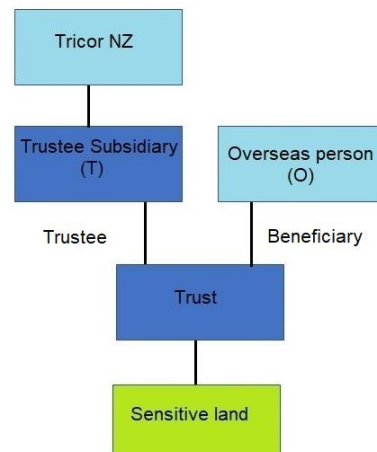 Tricor NZ
Trustee Subsidiary
(T)
Overseas person
(O)
Trustee
Beneficiary
Trust
Sensitive land